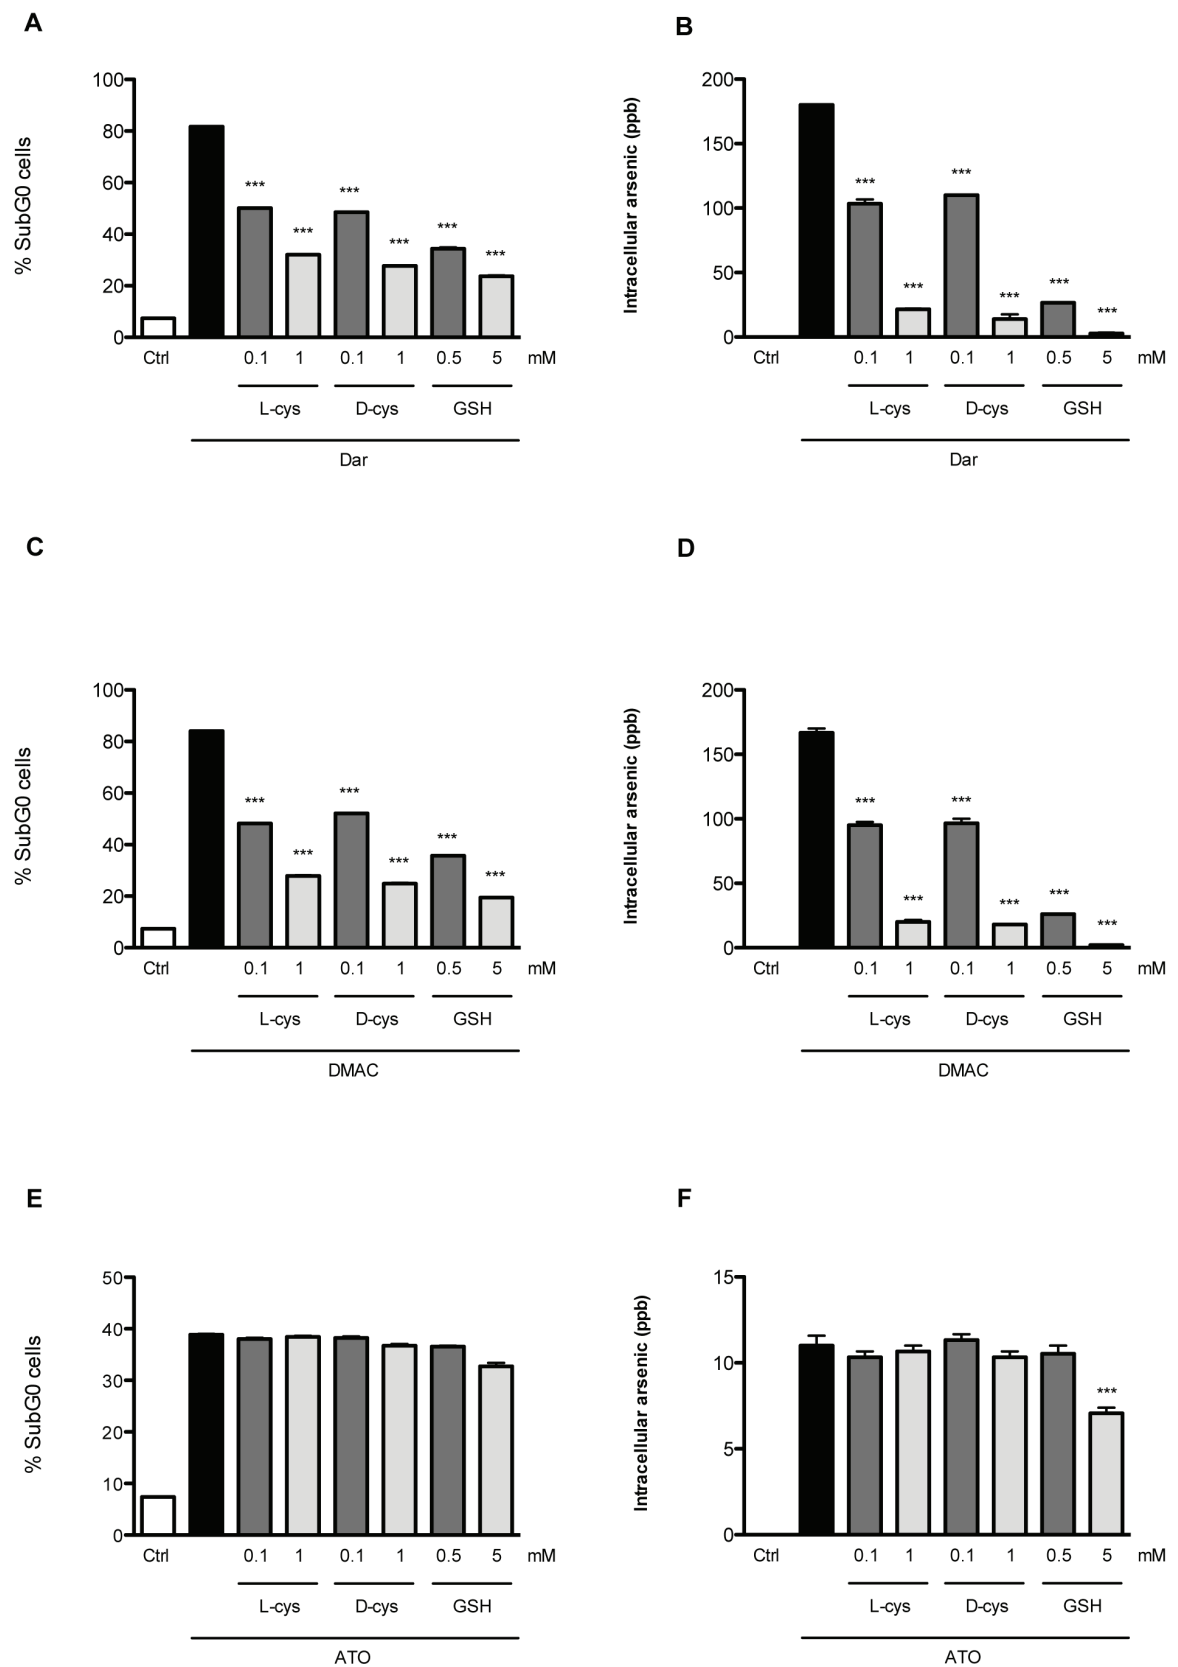 A
% SubG0 cells
100
80
60
40
20
0
*** *** *** *** *** ***
Ctrl 0.1 1 0.1 1 0.5 5 mM
L-cys D-cys GSH
Dar
B
Intracellular arsenic (ppb)
200
150
100
50
0
*** *** *** *** *** ***
Ctrl 0.1 1 0.1 1 0.5 5 mM
L-cys D-cys GSH
Dar
C
% SubG0 cells
100
80
60
40
20
0
*** *** *** *** *** ***
Ctrl 0.1 1 0.1 1 0.5 5 mM
L-cys D-cys GSH
DMAC
D
Intracellular arsenic (ppb)
200
150
100
50
0
*** *** *** *** *** ***
Ctrl 0.1 1 0.1 1 0.5 5 mM
L-cys D-cys GSH
DMAC
E
% SubG0 cells
50
40
30
20
10
0
Ctrl 0.1 1 0.1 1 0.5 5 mM
L-cys D-cys GSH
ATO
F
Intracellular arsenic (ppb)
15
10
5
0
***
Ctrl 0.1 1 0.1 1 0.5 5 mM
L-cys D-cys GSH
ATO